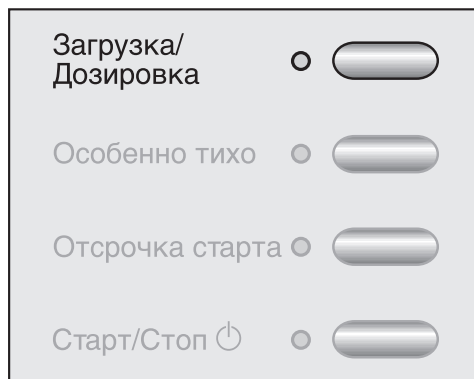 Загрузка/
Дозировка
Особенно тихо
Отсрочка старта
Старт/Стоп